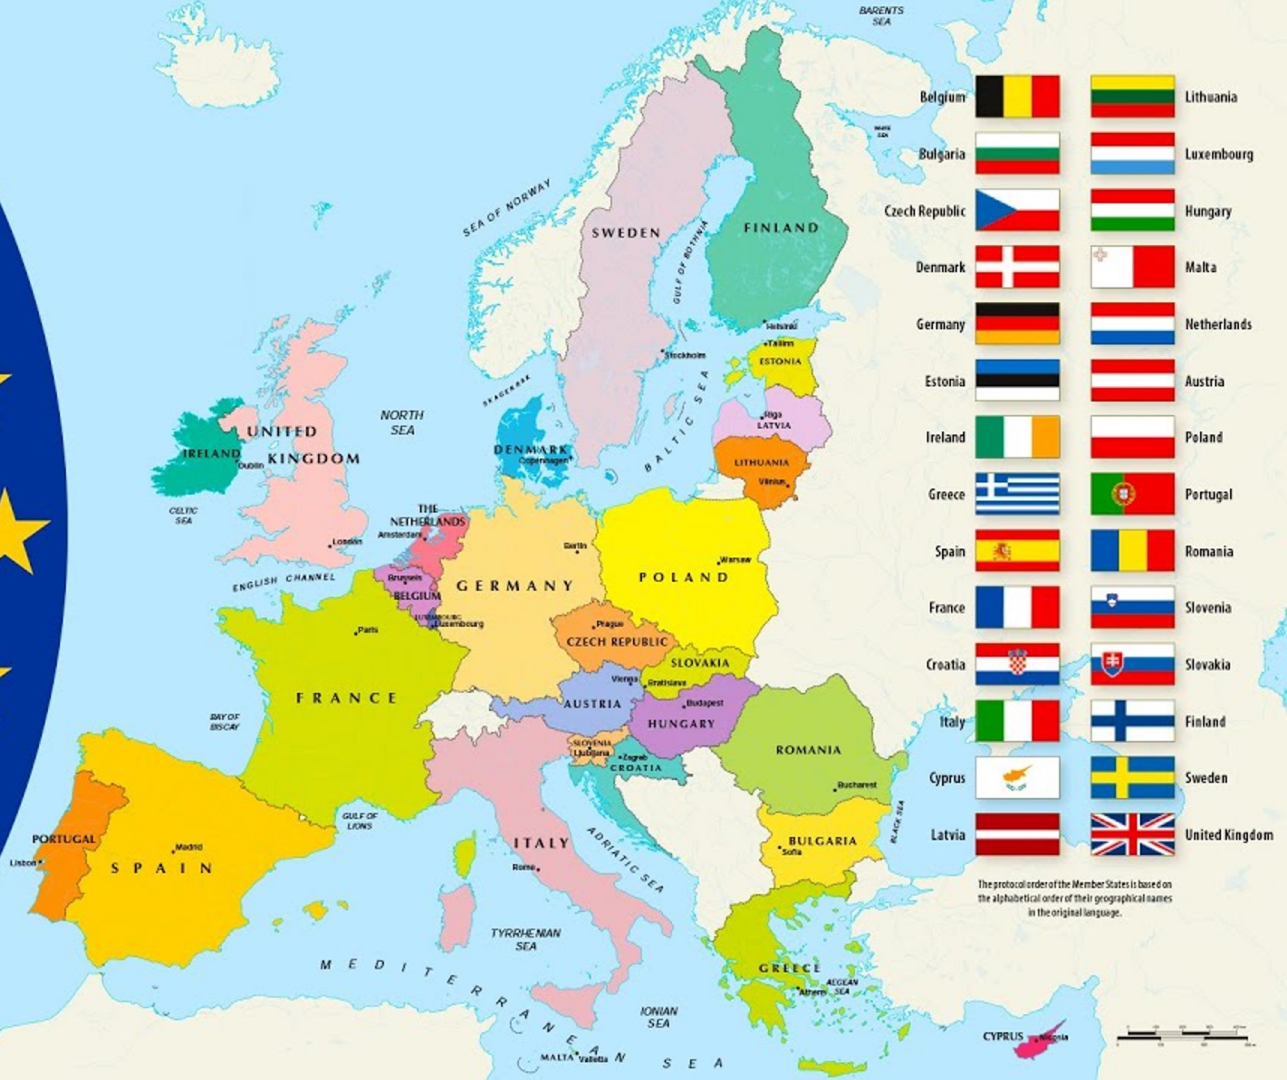 BARENTS
SEA
WHITE
SEA
SEA OF NORWAY
SWEDEN
FINLAND
GULF OF BOTHNIA
Helsinki
Tallinn
Stockholm
ESTONIA
SKAGERRAK
BALTIC SEA
Riga
LATVIA
NORTH
SEA
UNITED
KINGDOM
IRELAND
Dublin
DENMARK
Copenhagen
LITHUANIA
Vilnius
CELTIC
SEA
London
THE
NETHERLANDS
Amsterdam
Berlin
GERMANY
Warsaw
POLAND
ENGLISH CHANNEL
Brussels
BELGIUM
LUXEMBOURG
Luxembourg
Paris
Prague
CZECH REPUBLIC
SLOVAKIA
Vienna
Bratislava
FRANCE
AUSTRIA
Budapest
HUNGARY
BAY OF
BISCAY
SLOVENIA
Ljubljana
Zagreb
CROATIA
ROMANIA
Bucharest
GULF OF
LIONS
BLACK SEA
PORTUGAL
Lisbon
Madrid
SPAIN
ITALY
Rome
ADRIATIC SEA
BULGARIA
Sofia
TYRRHENIAN
SEA
MEDITERRANEAN SEA
GREECE
Athens
AEGEAN
SEA
IONIAN
SEA
MALTA
Valletta
CYPRUS
Nicosia
Belgium
Lithuania
Bulgaria
Luxembourg
Czech Republic
Hungary
Denmark
Malta
Germany
Netherlands
Estonia
Austria
Ireland
Poland
Greece
Portugal
Spain
Romania
France
Slovenia
Croatia
Slovakia
Italy
Finland
Cyprus
Sweden
Latvia
United Kingdom
The protocol order of the Member States is based on
the alphabetical order of their geographical names
in the original language.